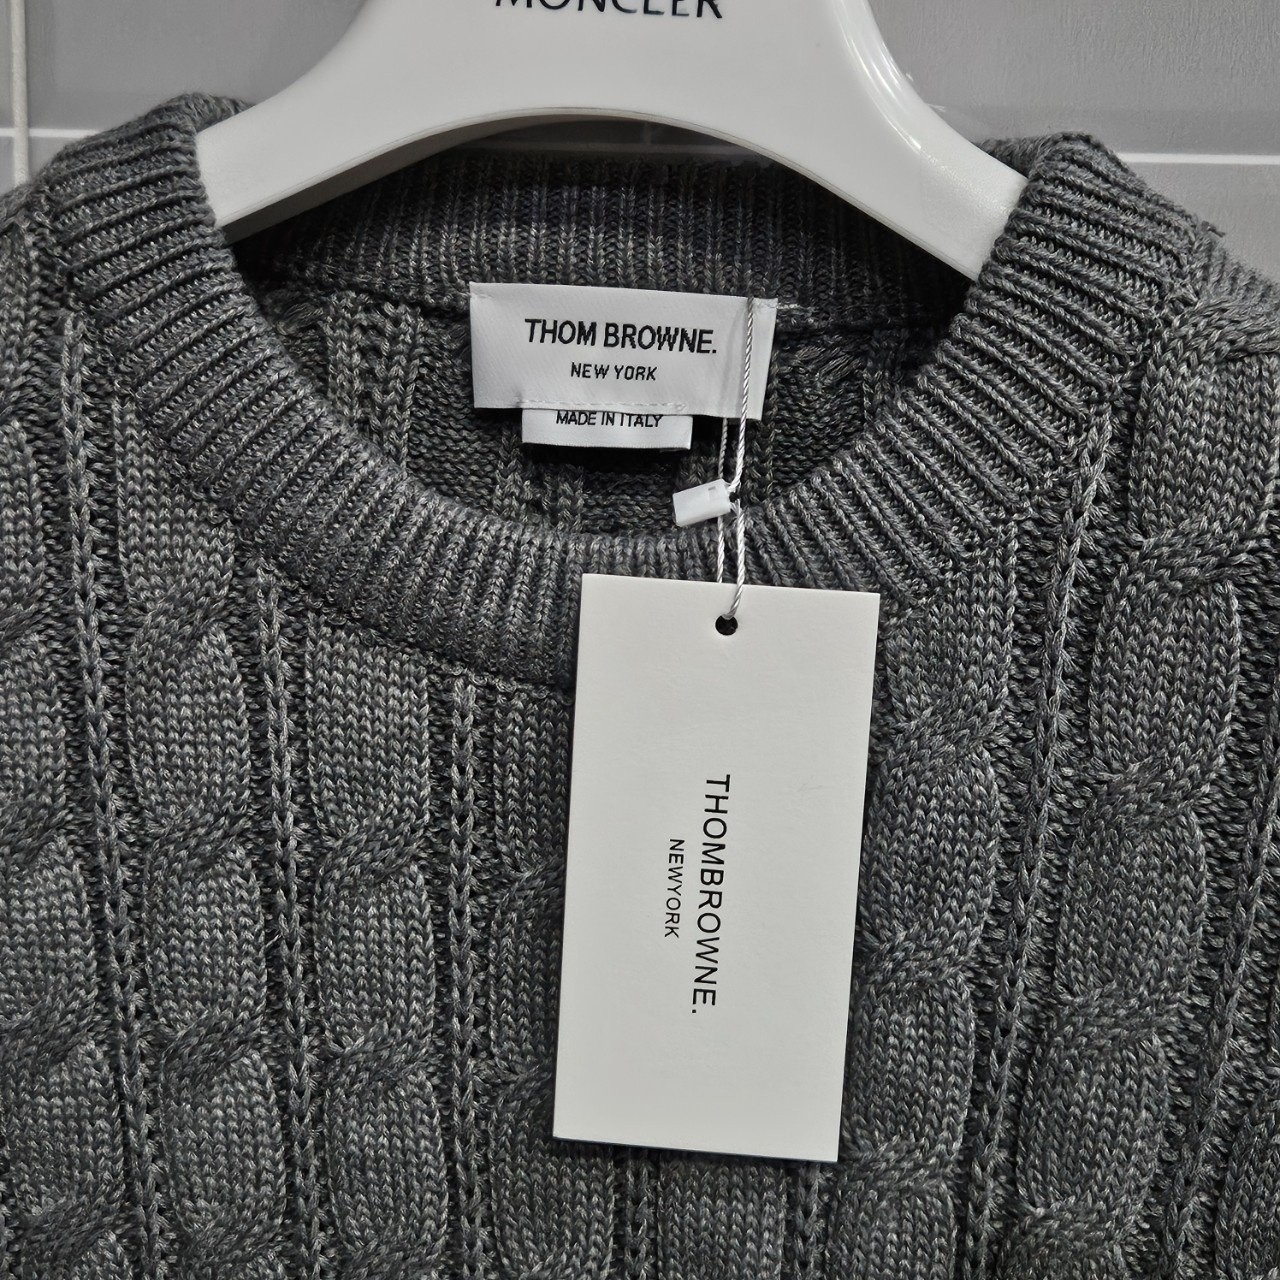 MONCLER
THOM BROWNE.
NEW YORK
MADE IN ITALY
THOMBROWNE.
NEWYORK